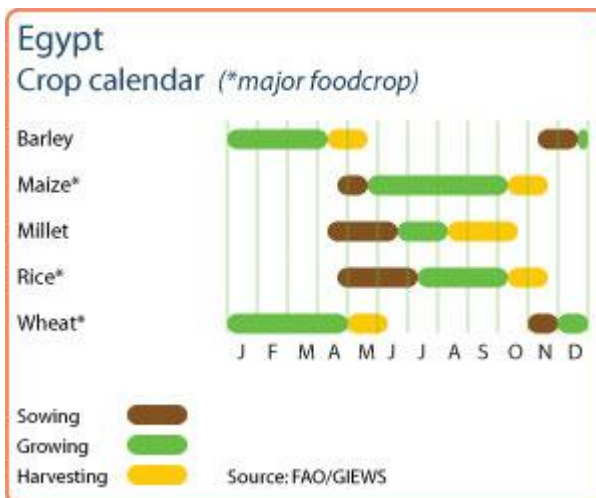 Egypt
Crop calendar (*major foodcrop)
Barley
Maize*
Millet
Rice*
Wheat*
J F M A M J J A S O N D
Sowing
Growing
Harvesting
Source: FAO/GIEWS